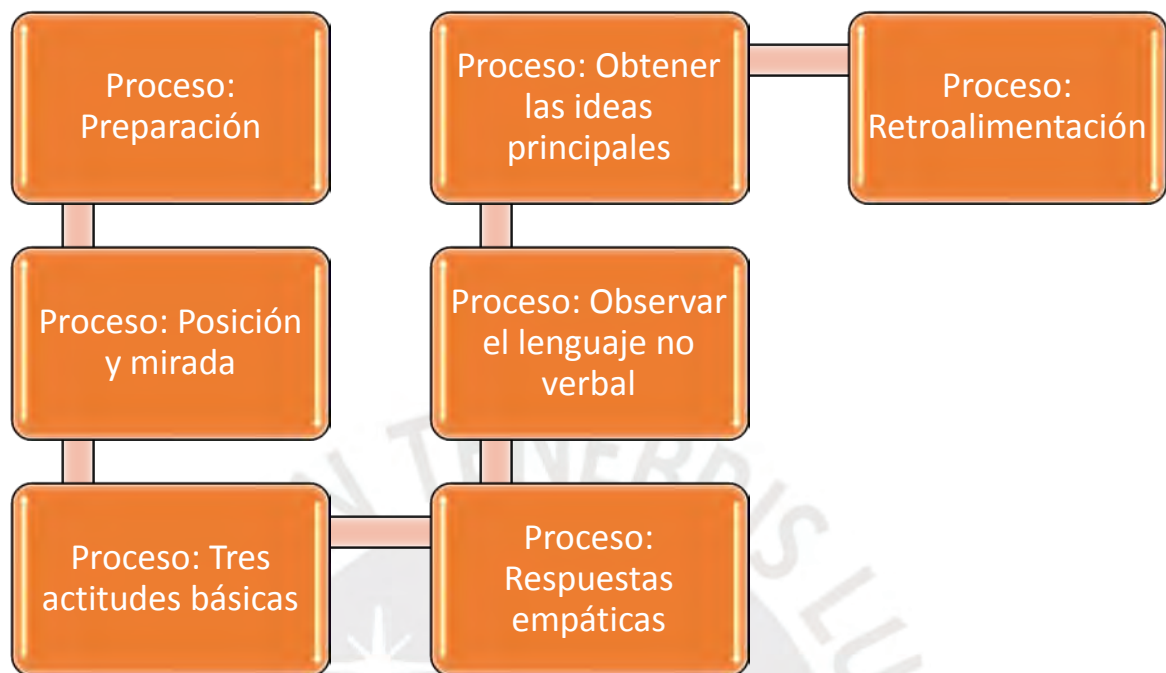 Proceso:
Preparación
Proceso: Posición
y mirada
Proceso: Tres
actitudes básicas
Proceso:
Respuestas
empáticas
Proceso: Observar
el lenguaje no
verbal
Proceso: Obtener
las ideas
principales
Proceso:
Retroalimentación
TENERDIS